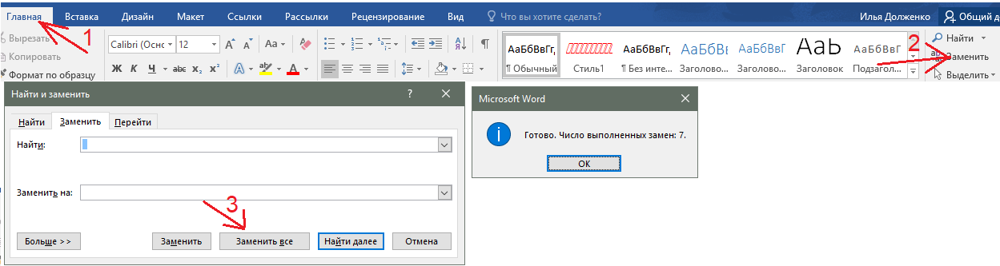 Главная Вставка Дизайн Макет Ссылки Рассылки Рецензирование Вид Что вы хотите сделать? Илья Долженко Общий до
1
Вырезать Calibri (Оснс 12 Aa
Копировать
Формат по образцу Ж К Ч abc x₂ x² A A
АаБбВвГг, АаБбВвГг, АаБбВвГг, АаБбВı АаБбВвГ АаЬ АаБбВвГ
¶ Обычный Стиль1 ¶ Без инте... Заголово... Заголово... Заголовок Подзагол...
2
Найти
Заменить
Выделить
Найти и заменить ? ×
Найти Заменить Перейти
Найти:
Заменить на:
3
Больше >> Заменить Заменить все Найти далее Отмена
Microsoft Word ×
Готово. Число выполненных замен: 7.
OK